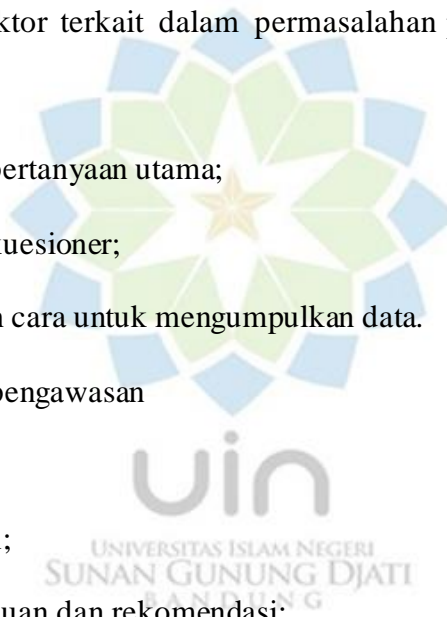 ktor terkait dalam permasalahan
pertanyaan utama;
kuesioner;
cara untuk mengumpulkan data.
pengawasan
uin
UNIVERSITAS ISLAM NEGERI
SUNAN GUNUNG DJATI
BANDUNG
uan dan rekomendasi;